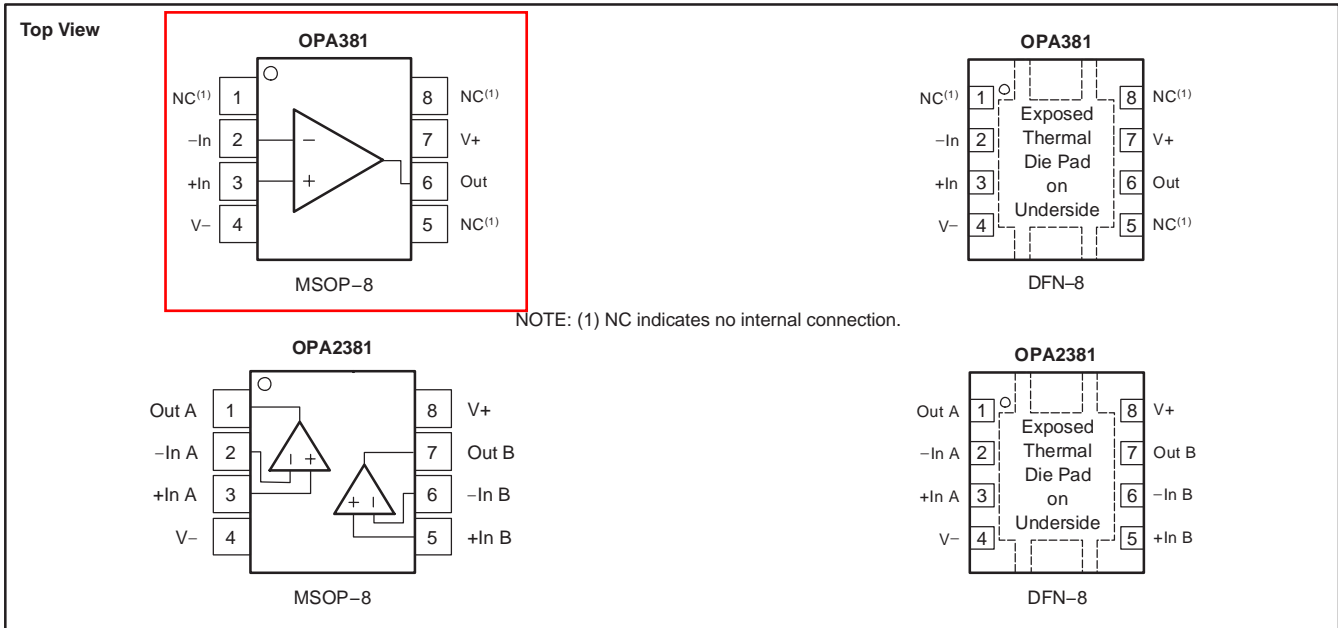 Top View
OPA381
NC(1) 1 8 NC(1)
−In 2 − 7 V+
+In 3 + 6 Out
V− 4 5 NC(1)
MSOP−8
OPA381
NC(1) 1 Exposed 8 NC(1)
−In 2 Thermal 7 V+
Die Pad
+In 3 on 6 Out
V− 4 Underside 5 NC(1)
DFN−8
NOTE: (1) NC indicates no internal connection.
OPA2381
Out A 1 8 V+
−In A 2 − + 7 Out B
+In A 3 + − 6 −In B
V− 4 5 +In B
MSOP−8
OPA2381
Out A 1 Exposed 8 V+
−In A 2 Thermal 7 Out B
Die Pad
+In A 3 on 6 −In B
V− 4 Underside 5 +In B
DFN−8